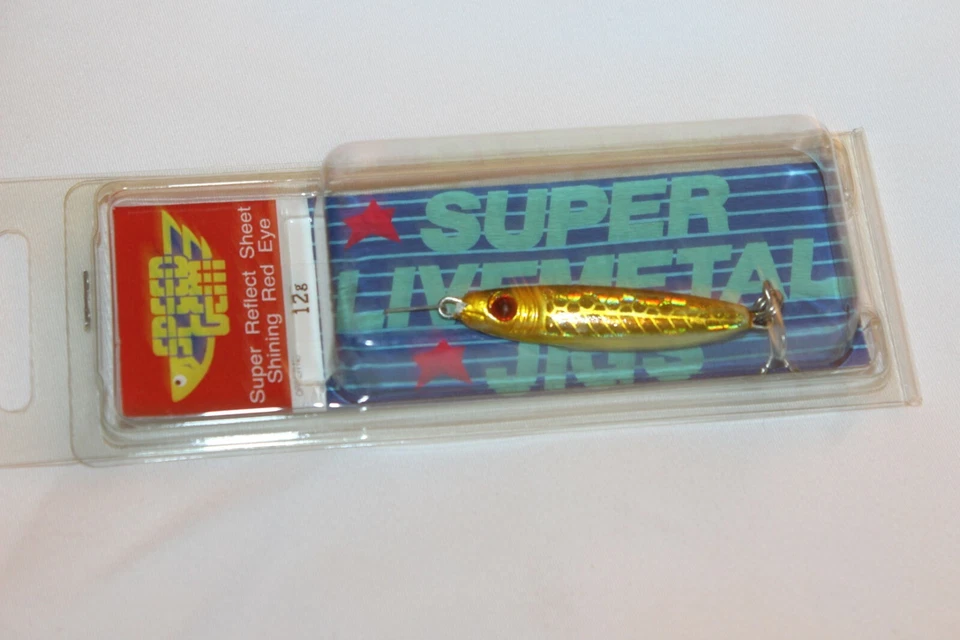 SUPER
LIVEMETAL
JIGS
Super Reflect Sheet
Shining Red Eye
12g